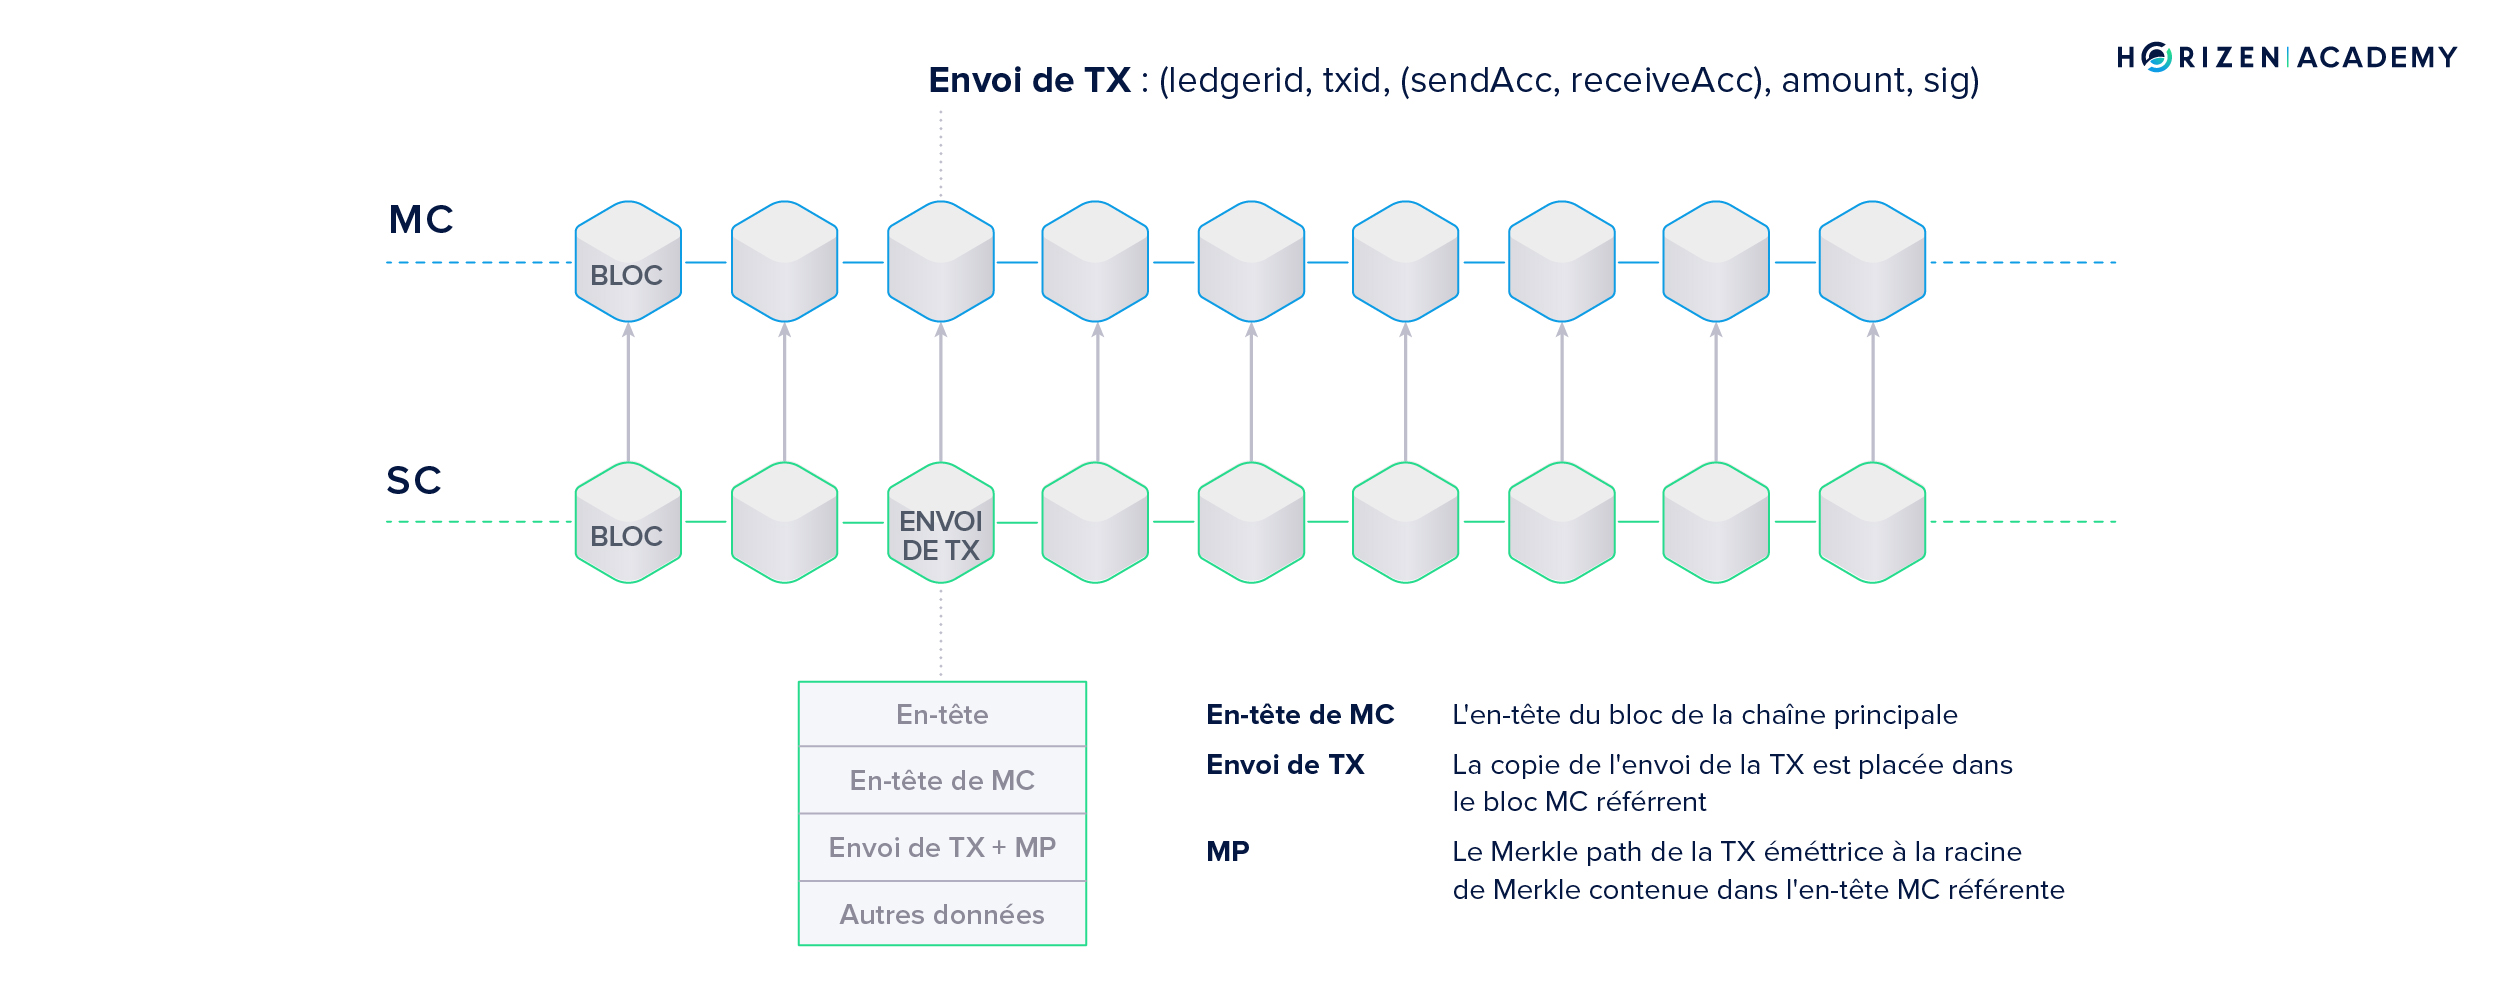 HORIZEN | ACADEMY
Envoi de TX : (ledgerid, txid, (sendAcc, receiveAcc), amount, sig)
MC
BLOC
SC
BLOC
ENVOI
DE TX
En-tête
En-tête de MC
Envoi de TX + MP
Autres données
En-tête de MC L'en-tête du bloc de la chaîne principale
Envoi de TX La copie de l'envoi de la TX est placée dans
le bloc MC référrent
MP Le Merkle path de la TX éméttrice à la racine
de Merkle contenue dans l'en-tête MC référente